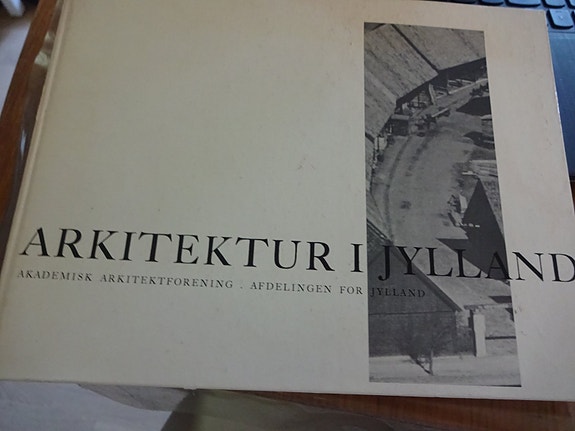 ARKITEKTUR I JYLLAND
AKADEMISK ARKITEKTFORENING . AFDELINGEN FOR JYLLAND